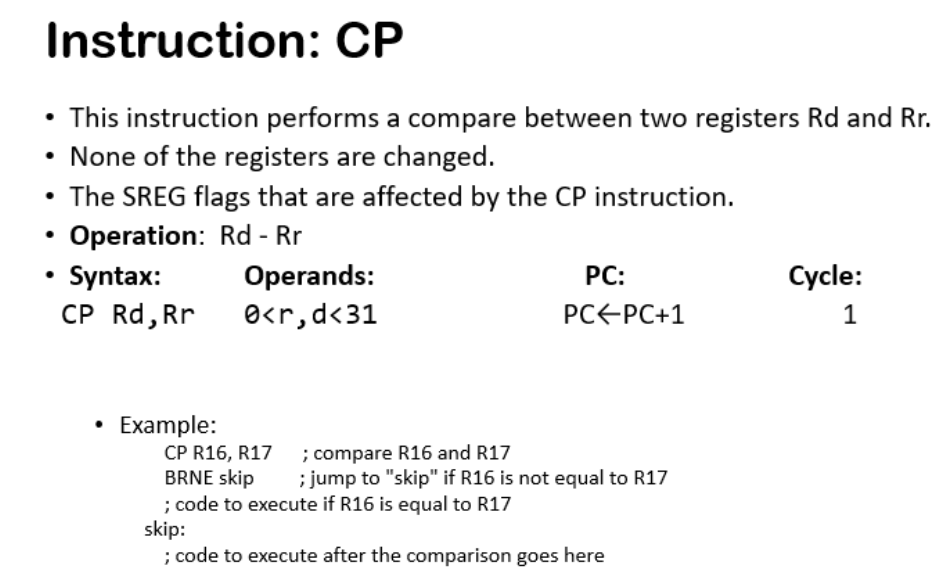 Instruction: CP
• This instruction performs a compare between two registers Rd and Rr.
• None of the registers are changed.
• The SREG flags that are affected by the CP instruction.
• Operation: Rd - Rr
• Syntax: Operands: PC: Cycle:
CP Rd,Rr 0<r,d<31 PC←PC+1 1
• Example:
CP R16, R17 ; compare R16 and R17
BRNE skip ; jump to "skip" if R16 is not equal to R17
; code to execute if R16 is equal to R17
skip:
; code to execute after the comparison goes here